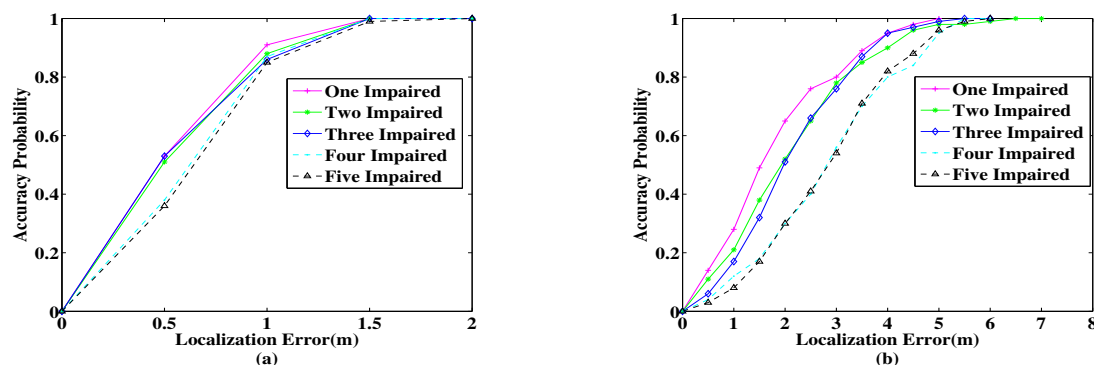 1
0.8
0.6
0.4
0.2
0
Accuracy Probability
0 0.5 1 1.5 2
Localization Error(m)
(a)
One Impaired
Two Impaired
Three Impaired
Four Impaired
Five Impaired
1
0.8
0.6
0.4
0.2
0
Accuracy Probability
0 1 2 3 4 5 6 7 8
Localization Error(m)
(b)
One Impaired
Two Impaired
Three Impaired
Four Impaired
Five Impaired